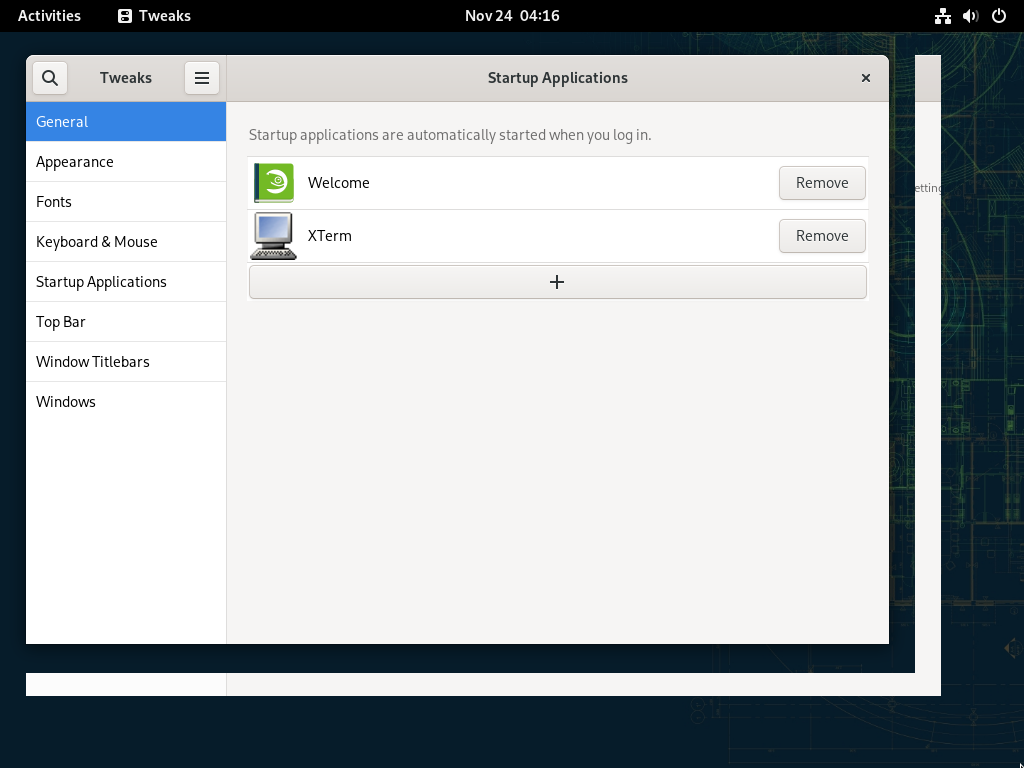 Activities Tweaks Nov 24 04:16
Tweaks Startup Applications
General
Appearance
Fonts
Keyboard & Mouse
Startup Applications
Top Bar
Window Titlebars
Windows
Startup applications are automatically started when you log in.
Welcome Remove
XTerm Remove
etting